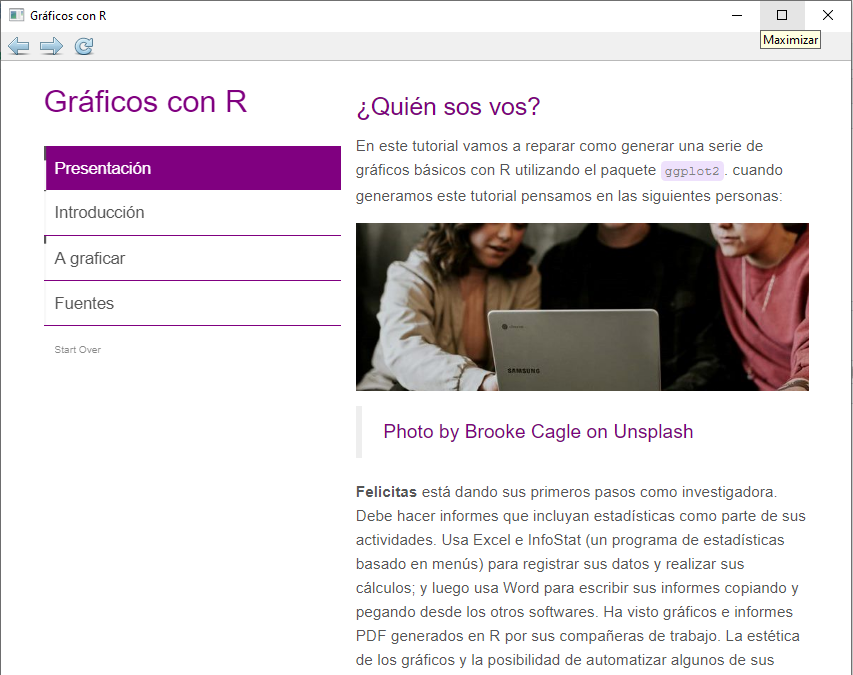 Gráficos con R
Maximizar
Gráficos con R
Presentación
Introducción
A graficar
Fuentes
Start Over
¿Quién sos vos?
En este tutorial vamos a reparar como generar una serie de
gráficos básicos con R utilizando el paquete ggplot2. cuando
generamos este tutorial pensamos en las siguientes personas:
SAMSUNG
Photo by Brooke Cagle on Unsplash
Felicitas está dando sus primeros pasos como investigadora.
Debe hacer informes que incluyan estadísticas como parte de sus
actividades. Usa Excel e InfoStat (un programa de estadísticas
basado en menús) para registrar sus datos y realizar sus
cálculos; y luego usa Word para escribir sus informes copiando y
pegando desde los otros softwares. Ha visto gráficos e informes
PDF generados en R por sus compañeras de trabajo. La estética
de los gráficos y la posibilidad de automatizar algunos de sus